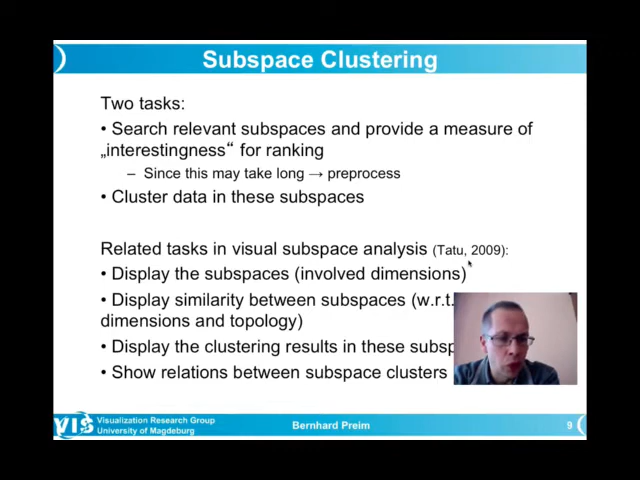 Subspace Clustering
Two tasks:
• Search relevant subspaces and provide a measure of
„interestingness“ for ranking
– Since this may take long → preprocess
• Cluster data in these subspaces
Related tasks in visual subspace analysis (Tatu, 2009):
• Display the subspaces (involved dimensions)
• Display similarity between subspaces (w.r.t.
dimensions and topology)
• Display the clustering results in these subsp
• Show relations between subspace clusters
VIS
Visualization Research Group
University of Magdeburg
Bernhard Preim
9